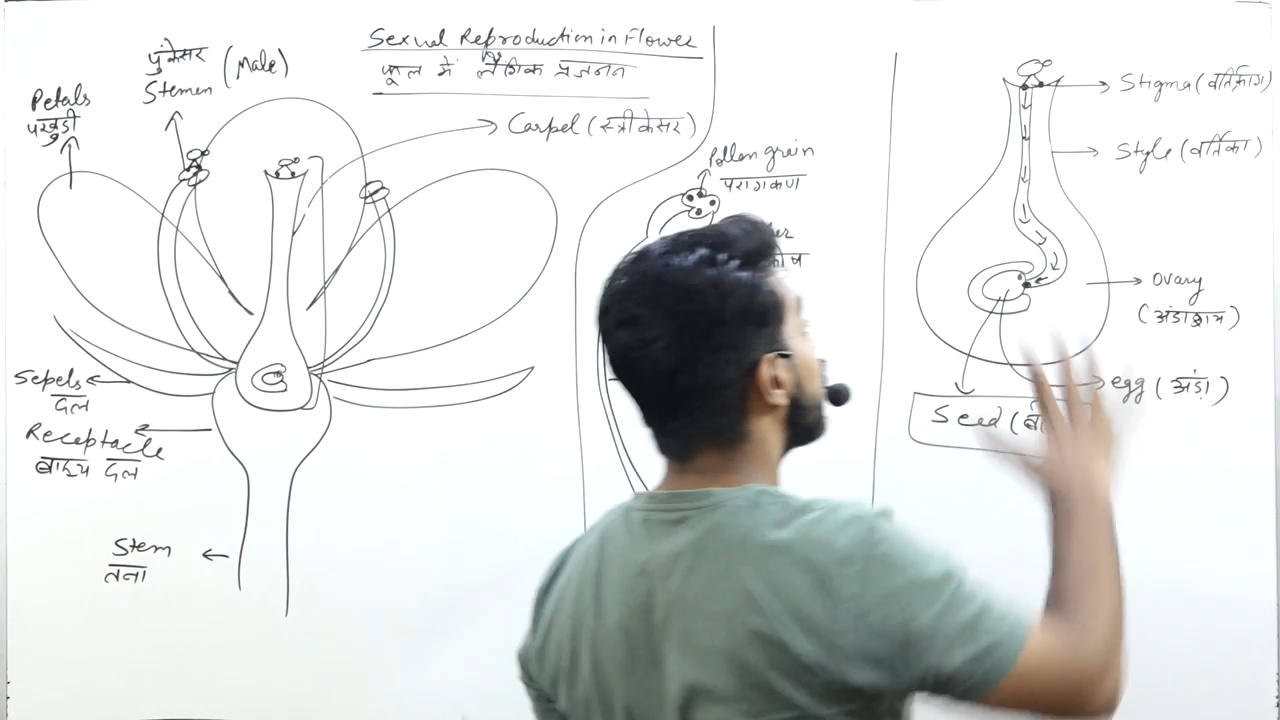 Sexual Reproduction in Flower
फूल में लैंगिक प्रजनन
पुंकेसर
Stemen (Male)
Petals
पखुड़ी
Carpel (स्त्रीकेसर)
Sepels
दल
Receptacle
बाह्य दल
Stem
तना
Pollen grain
परागकण
Stigma (वर्तिकाग्र)
Style (वर्तिका)
Ovary
(अंडाशय)
egg (अंडा)
Seed